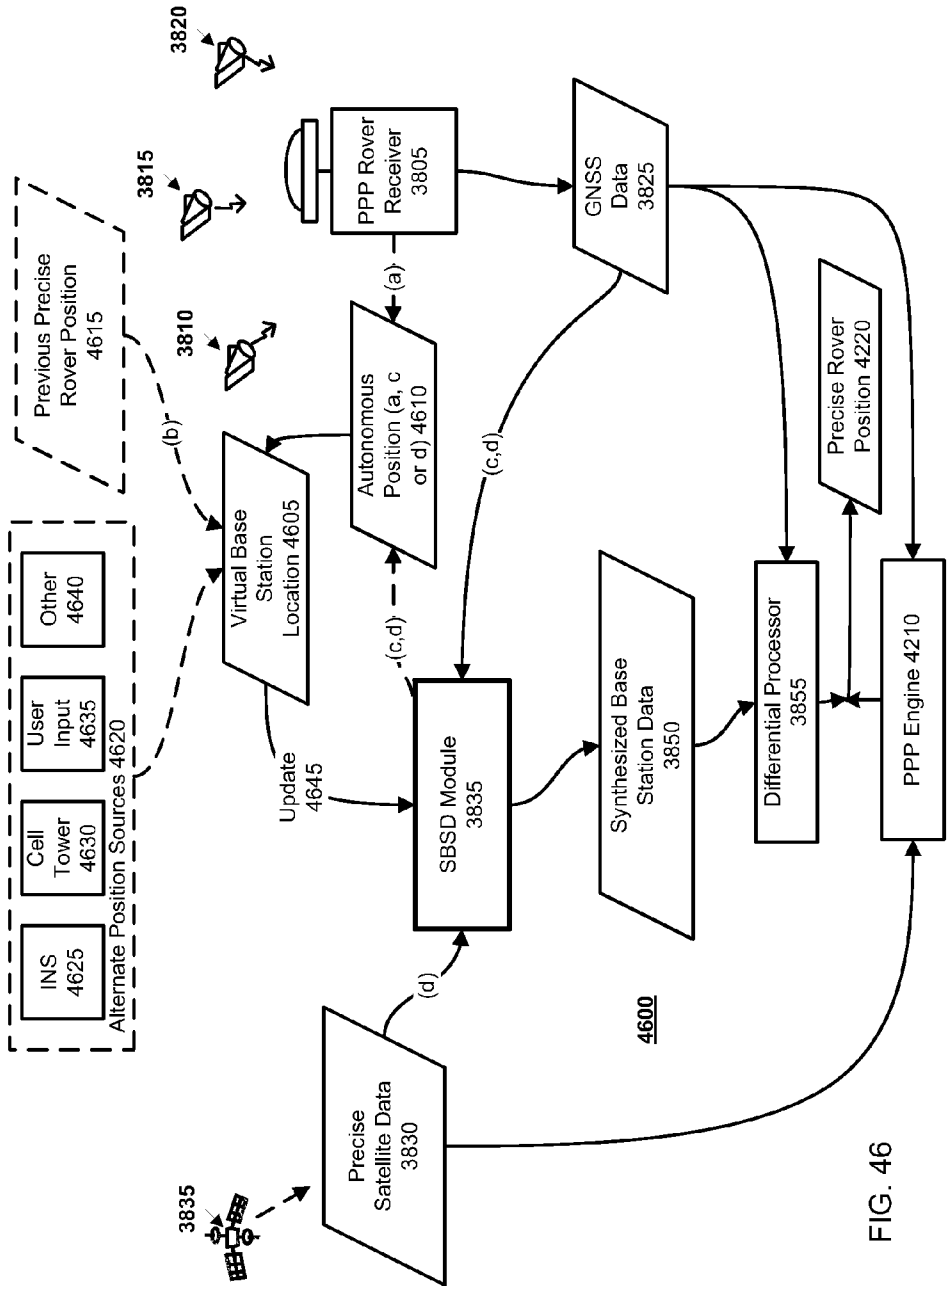 3835
Precise
Satellite Data
3830
INS
4625
Cell
Tower
4630
User
Input
4635
Other
4640
Alternate Position Sources 4620
Previous Precise
Rover Position
4615
(b)
3810
3815
3820
Virtual Base
Station
Location 4605
Update
4645
Autonomous
Position (a, c
or d) 4610
(a)
PPP Rover
Receiver
3805
(c,d)
(c,d)
(d)
SBSD Module
3835
GNSS
Data
3825
Synthesized Base
Station Data
3850
4600
Differential Processor
3855
Precise Rover
Position 4220
PPP Engine 4210
FIG. 46